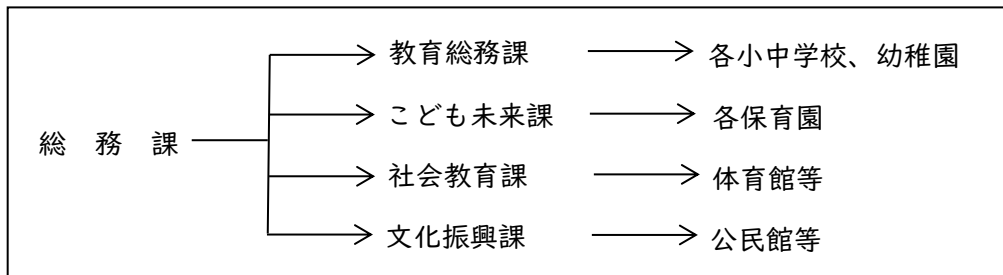 教育総務課 各小中学校、幼稚園
こども未来課 各保育園
総務課
社会教育課 体育館等
文化振興課 公民館等